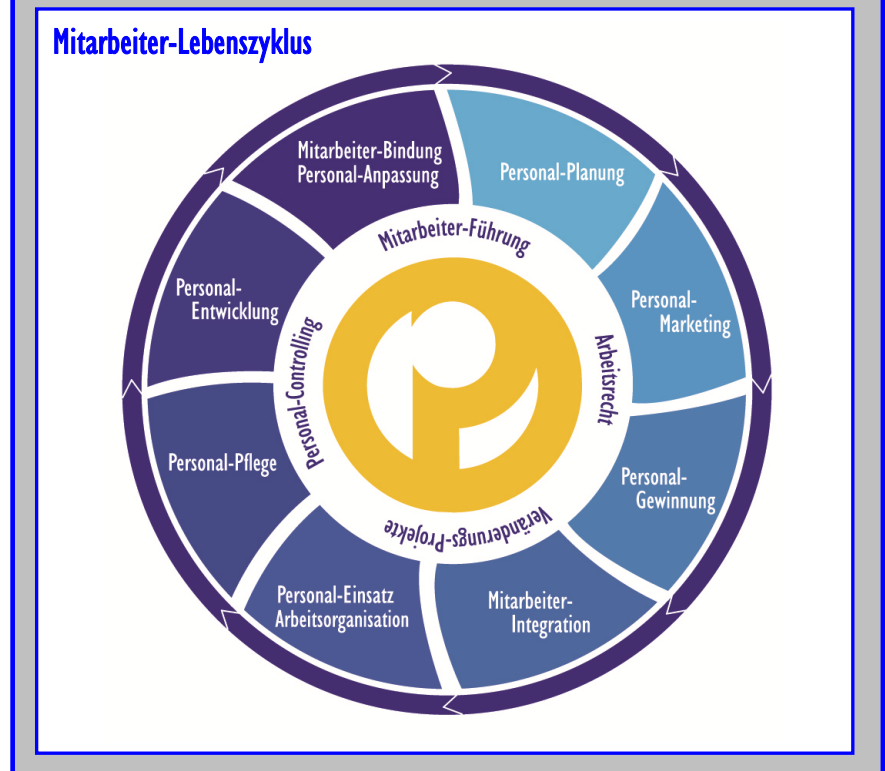 Mitarbeiter-Lebenszyklus
Mitarbeiter-Bindung
Personal-Anpassung
Personal-Planung
Personal-
Marketing
Personal-
Gewinnung
Mitarbeiter-
Integration
Personal-Einsatz
Arbeitsorganisation
Personal-Pflege
Personal-
Entwicklung
Mitarbeiter-Führung
Arbeitsrecht
Veränderungs-Projekte
Personal-Controlling